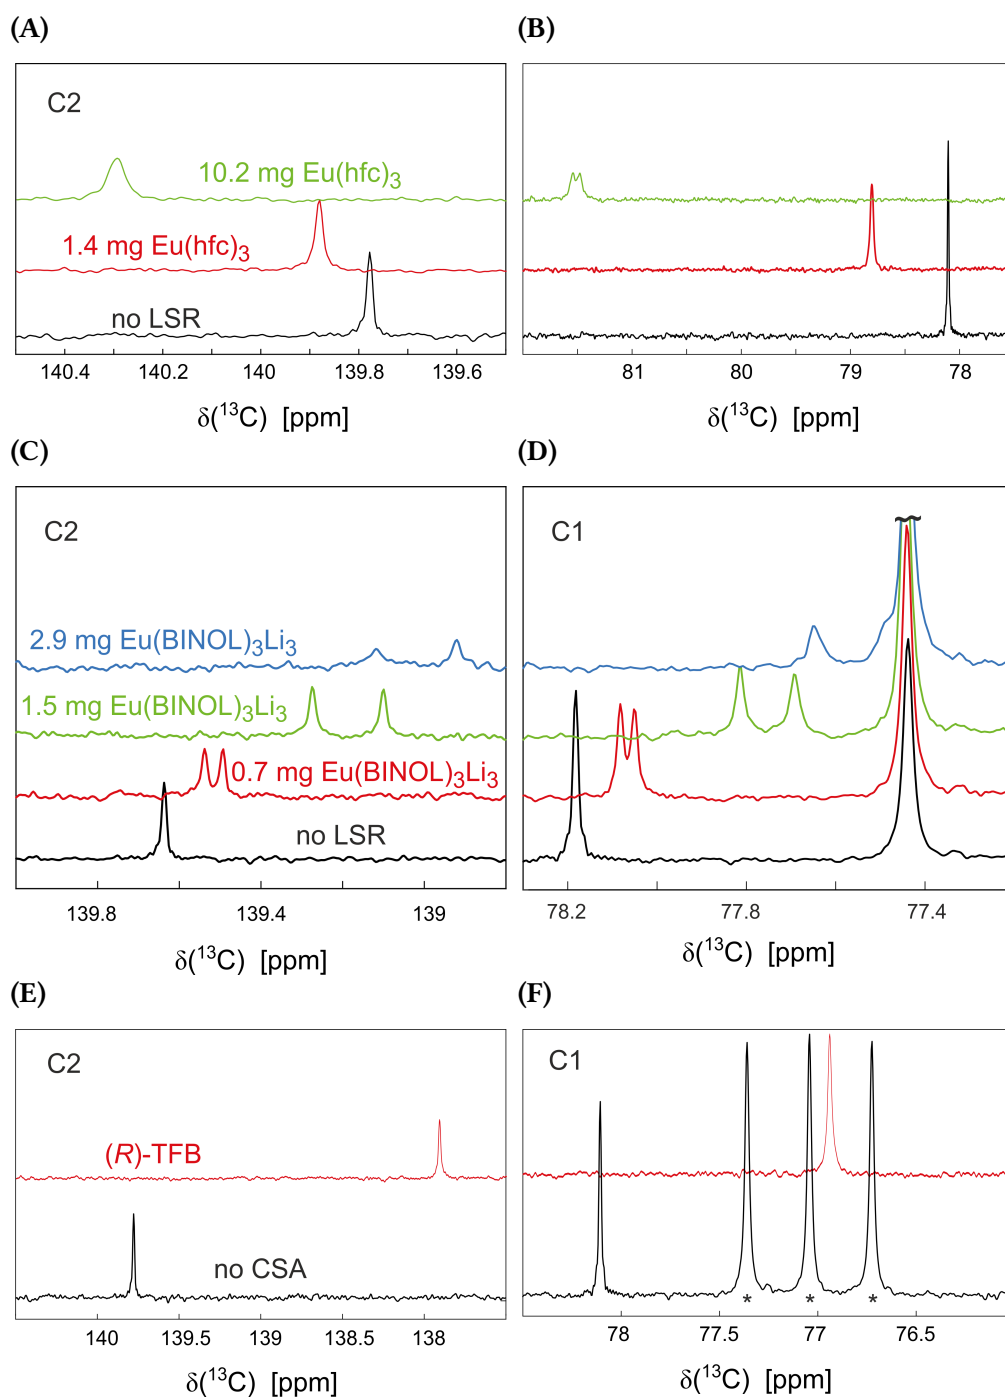 (A)
C2
10.2 mg Eu(hfc)3
1.4 mg Eu(hfc)3
no LSR
140.4 140.2 140 139.8 139.6
δ(13C) [ppm]
(B)
81 80 79 78
δ(13C) [ppm]
(C)
C2
2.9 mg Eu(BINOL)3Li3
1.5 mg Eu(BINOL)3Li3
0.7 mg Eu(BINOL)3Li3
no LSR
139.8 139.4 139
δ(13C) [ppm]
(D)
C1
78.2 77.8 77.4
δ(13C) [ppm]
(E)
C2
(R)-TFB
no CSA
140 139.5 139 138.5 138
δ(13C) [ppm]
(F)
C1
* * *
78 77.5 77 76.5
δ(13C) [ppm]